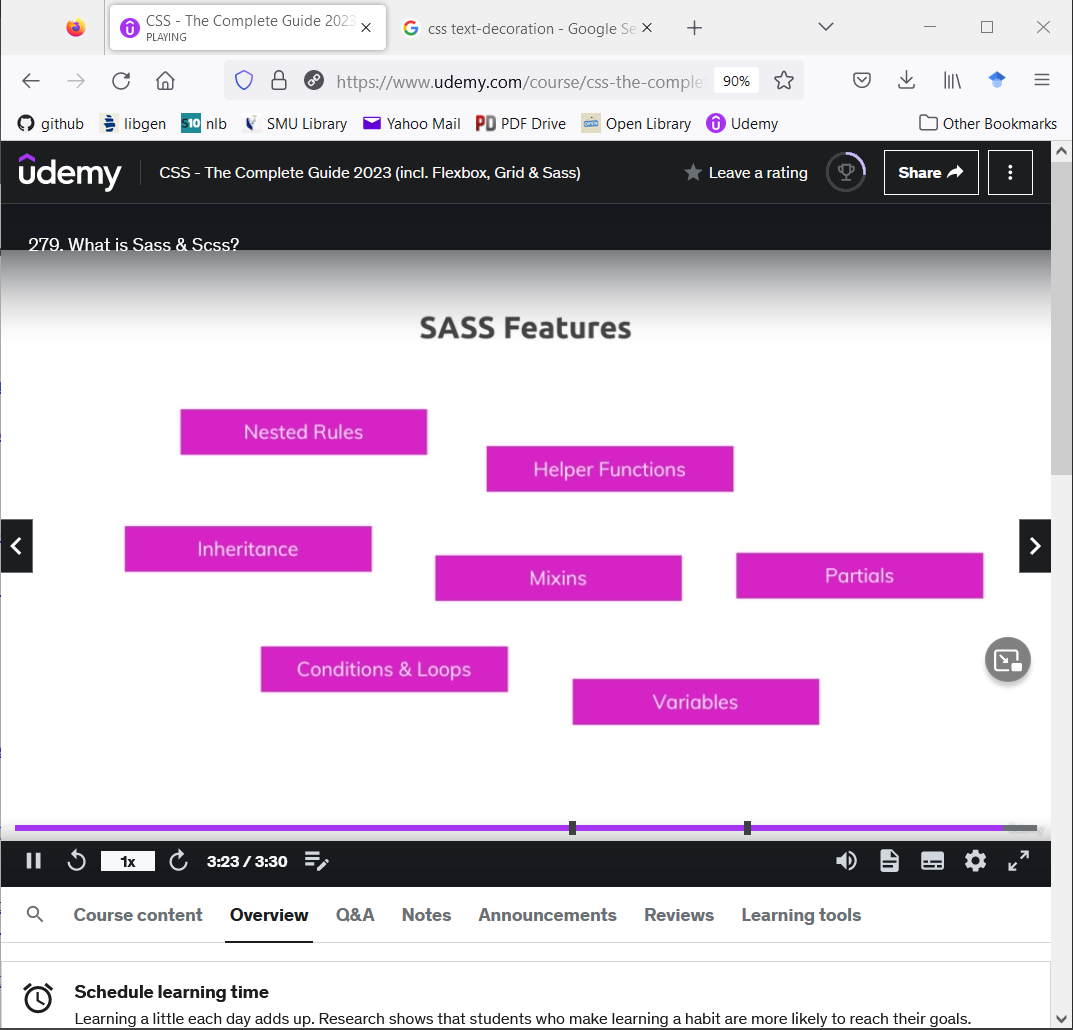 CSS - The Complete Guide 2023
PLAYING
css text-decoration - Google Se
https://www.udemy.com/course/css-the-comple
90%
github
libgen
S10 nlb
SMU Library
Yahoo Mail
PD PDF Drive
OPEN Open Library
Udemy
Other Bookmarks
udemy
CSS - The Complete Guide 2023 (incl. Flexbox, Grid & Sass)
Leave a rating
Share
279. What is Sass & Scss?
SASS Features
Nested Rules
Helper Functions
Inheritance
Mixins
Partials
Conditions & Loops
Variables
1x
3:23 / 3:30
Course content
Overview
Q&A
Notes
Announcements
Reviews
Learning tools
Schedule learning time
Learning a little each day adds up. Research shows that students who make learning a habit are more likely to reach their goals.